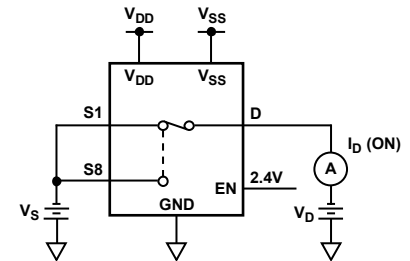 VDD VSS
VDD VSS
S1 D
ID (ON)
A
S8
2.4V
EN
VS GND VD